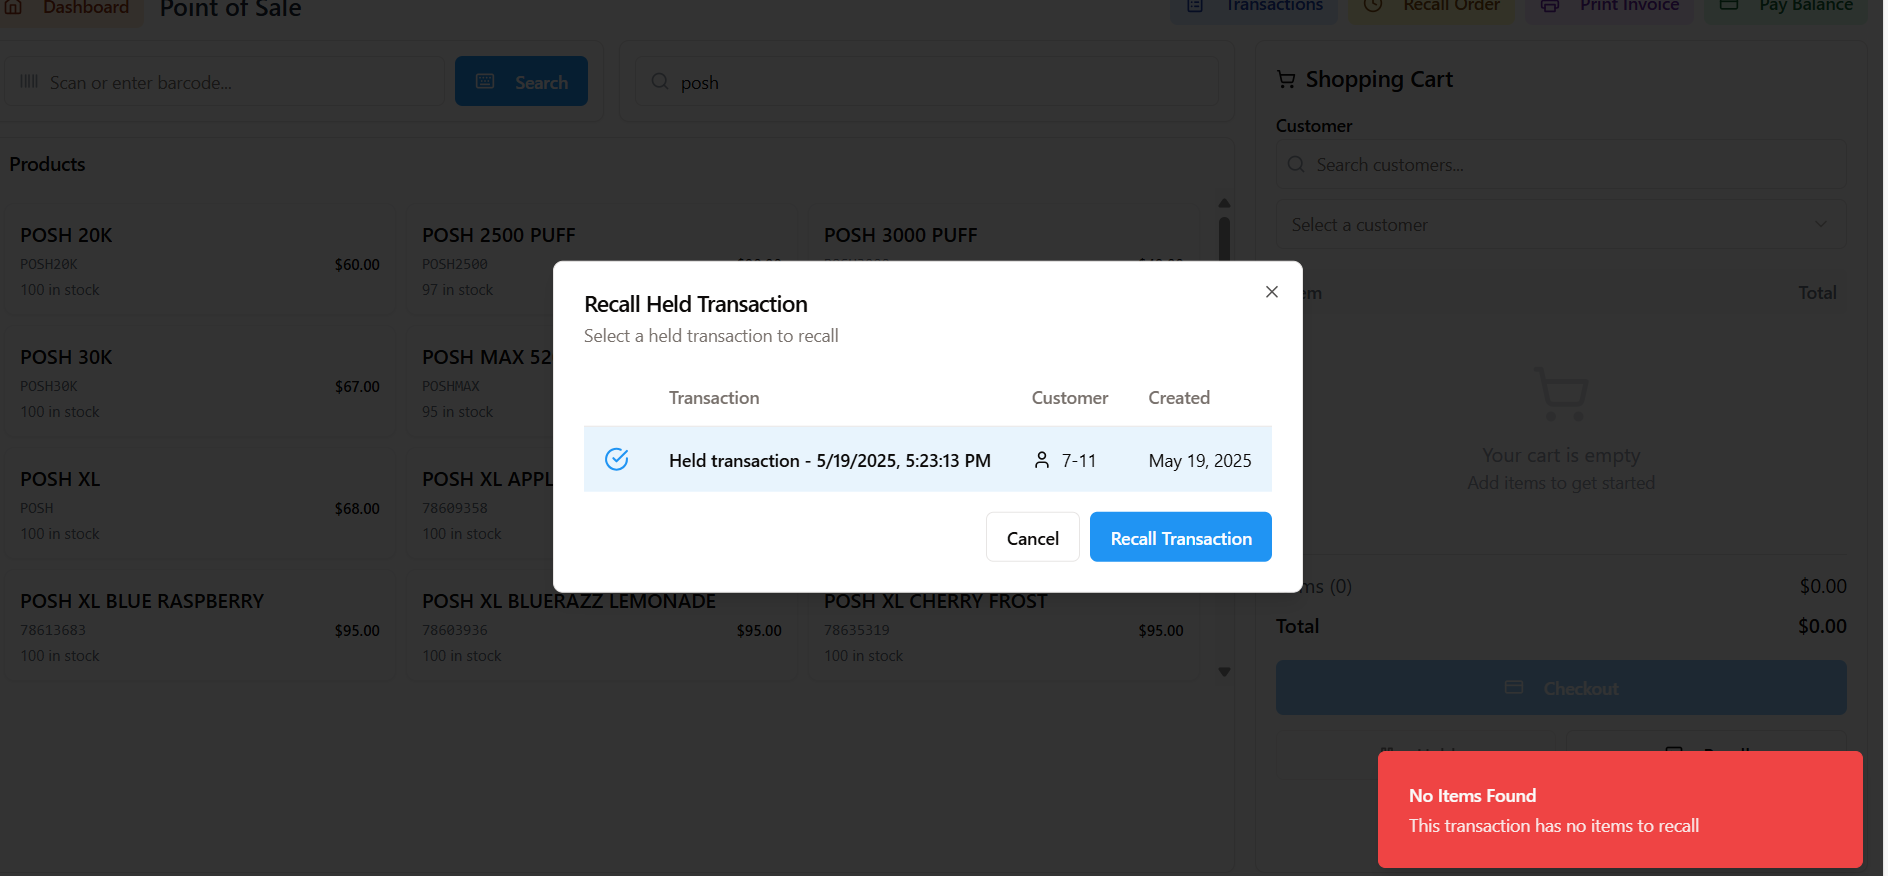 Dashboard
Point of Sale
Transactions
Recall Order
Print Invoice
Pay Balance
Scan or enter barcode...
Search
posh
Shopping Cart
Customer
Search customers...
Select a customer
Products
POSH 20K
POSH20K
$60.00
100 in stock
POSH 2500 PUFF
POSH2500
97 in stock
POSH 3000 PUFF
Total
POSH 30K
POSH30K
$67.00
100 in stock
POSH MAX 52
POSHMAX
95 in stock
POSH XL
POSH
$68.00
100 in stock
POSH XL APPL
78609358
100 in stock
POSH XL BLUE RASPBERRY
78613683
$95.00
100 in stock
POSH XL BLUERAZZ LEMONADE
78603936
$95.00
100 in stock
POSH XL CHERRY FROST
78635319
$95.00
100 in stock
Recall Held Transaction
Select a held transaction to recall
Transaction
Customer
Created
Held transaction - 5/19/2025, 5:23:13 PM
7-11
May 19, 2025
Cancel
Recall Transaction
Your cart is empty
Add items to get started
(0)
$0.00
Total
$0.00
Checkout
No Items Found
This transaction has no items to recall